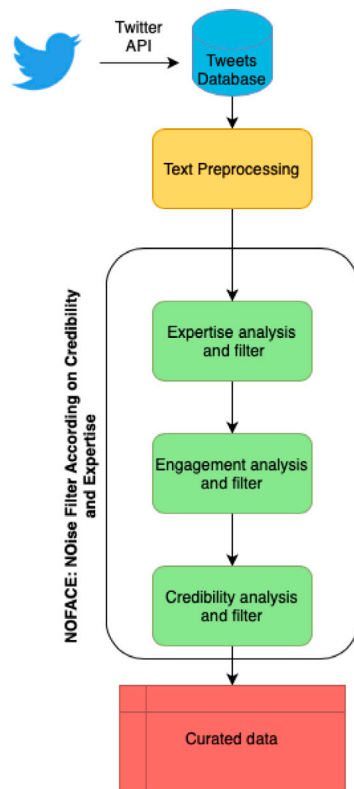 Twitter
API
Tweets
Database
Text Preprocessing
NOFACE: NOise Filter According on Credibility
and Expertise
Expertise analysis
and filter
Engagement analysis
and filter
Credibility analysis
and filter
Curated data